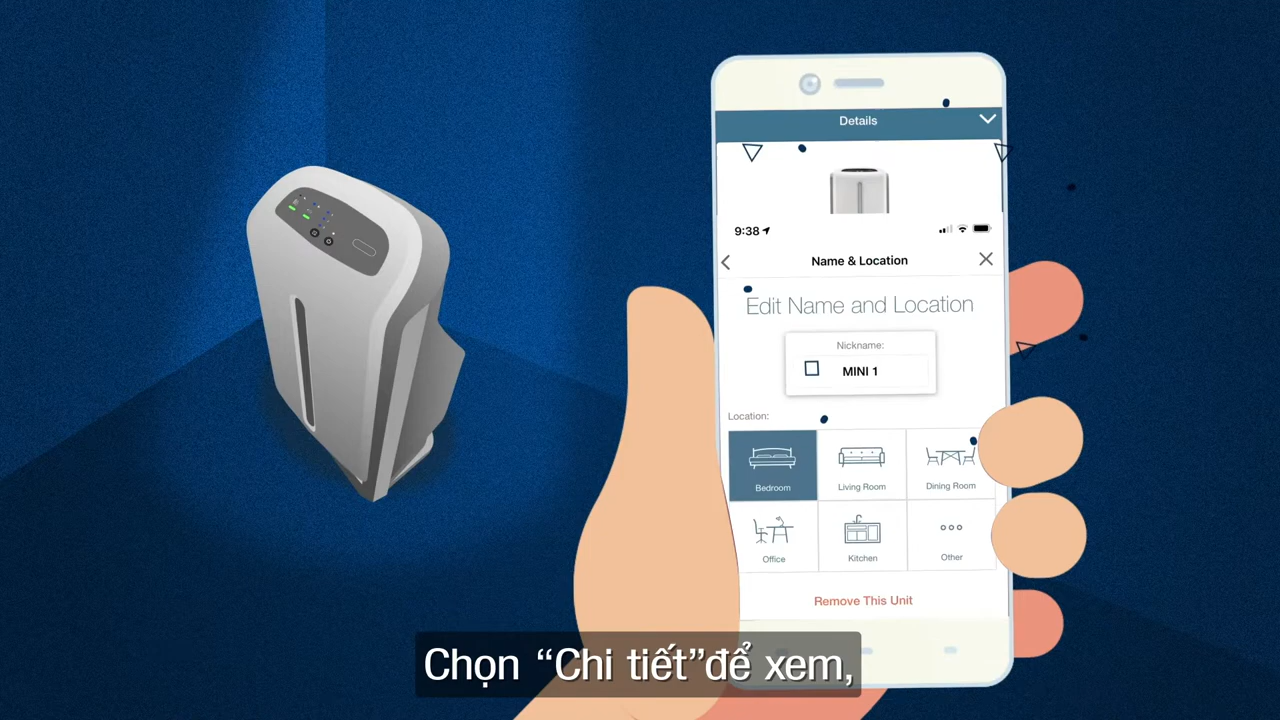 Details
9:38
Name & Location
Edit Name and Location
Nickname:
MINI 1
Location:
Bedroom
Living Room
Dining Room
Office
Kitchen
Other
Remove This Unit
Chọn “Chi tiết”để xem,